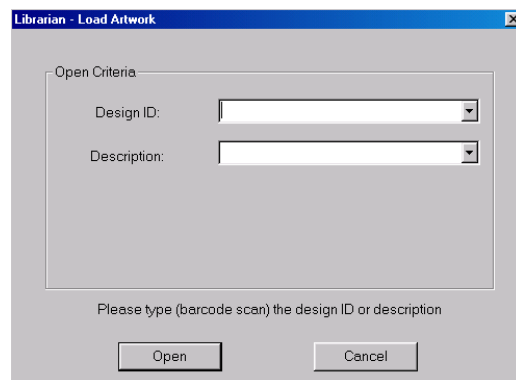 Librarian - Load Artwork
Open Criteria
Design ID:
Description:
Please type (barcode scan) the design ID or description
Open Cancel